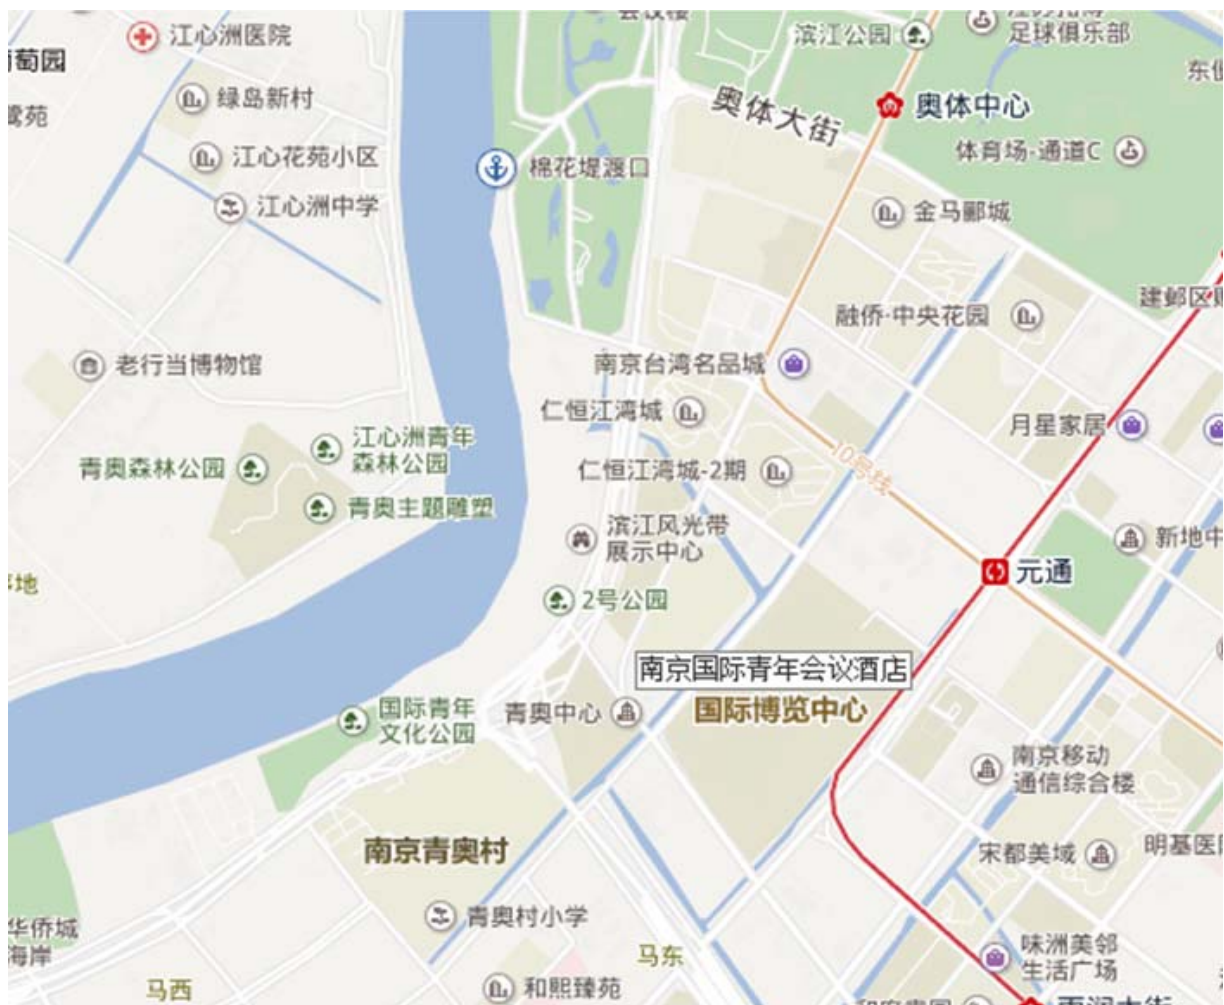 江心洲医院
滨江公园
足球俱乐部
萄园
绿岛新村
奥体大街
奥体中心
鹭苑
江心花苑小区
棉花堤渡口
体育场-通道C
江心洲中学
金马郦城
建邺区
融侨·中央花园
老行当博物馆
南京台湾名品城
仁恒江湾城
月星家居
江心洲青年
森林公园
青奥森林公园
仁恒江湾城-2期
10号线
青奥主题雕塑
滨江风光带
展示中心
新地中
元通
地
2号公园
南京国际青年会议酒店
国际青年
文化公园
青奥中心
国际博览中心
南京移动
通信综合楼
南京青奥村
宋都美域
明基医
青奥村小学
华侨城
海岸
马东
味洲美邻
生活广场
马西
和熙臻苑